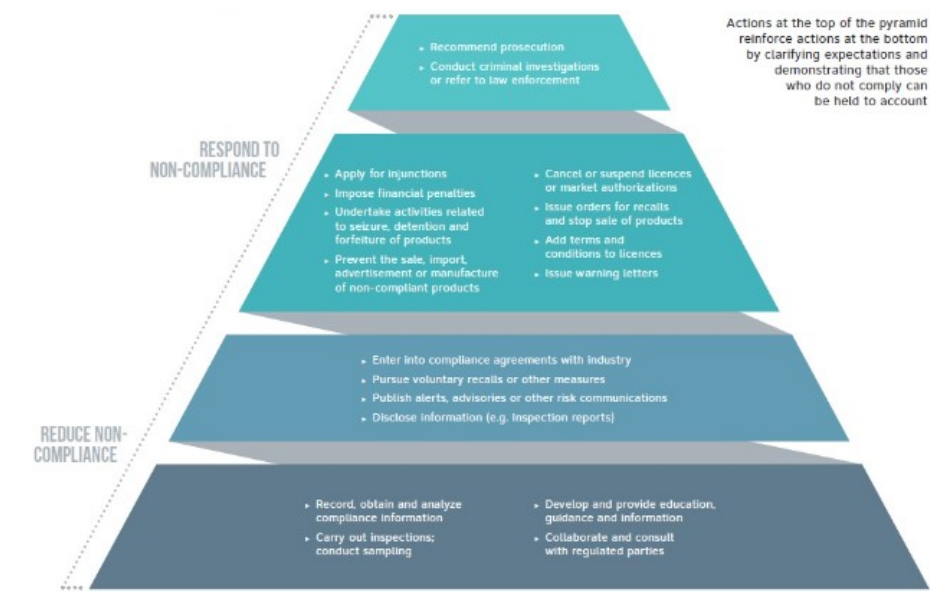 Actions at the top of the pyramid
reinforce actions at the bottom
by clarifying expectations and
demonstrating that those
who do not comply can
be held to account
▸ Recommend prosecution
▸ Conduct criminal investigations
or refer to law enforcement
RESPOND TO
NON-COMPLIANCE
▸ Apply for injunctions
▸ Impose financial penalties
▸ Undertake activities related
to seizure, detention and
forfeiture of products
▸ Prevent the sale, import,
advertisement or manufacture
of non-compliant products
▸ Cancel or suspend licences
or market authorizations
▸ Issue orders for recalls
and stop sale of products
▸ Add terms and
conditions to licences
▸ Issue warning letters
▸ Enter into compliance agreements with industry
▸ Pursue voluntary recalls or other measures
▸ Publish alerts, advisories or other risk communications
▸ Disclose information (e.g. Inspection reports)
REDUCE NON-
COMPLIANCE
▸ Record, obtain and analyze
compliance information
▸ Carry out inspections;
conduct sampling
▸ Develop and provide education,
guidance and information
▸ Collaborate and consult
with regulated parties